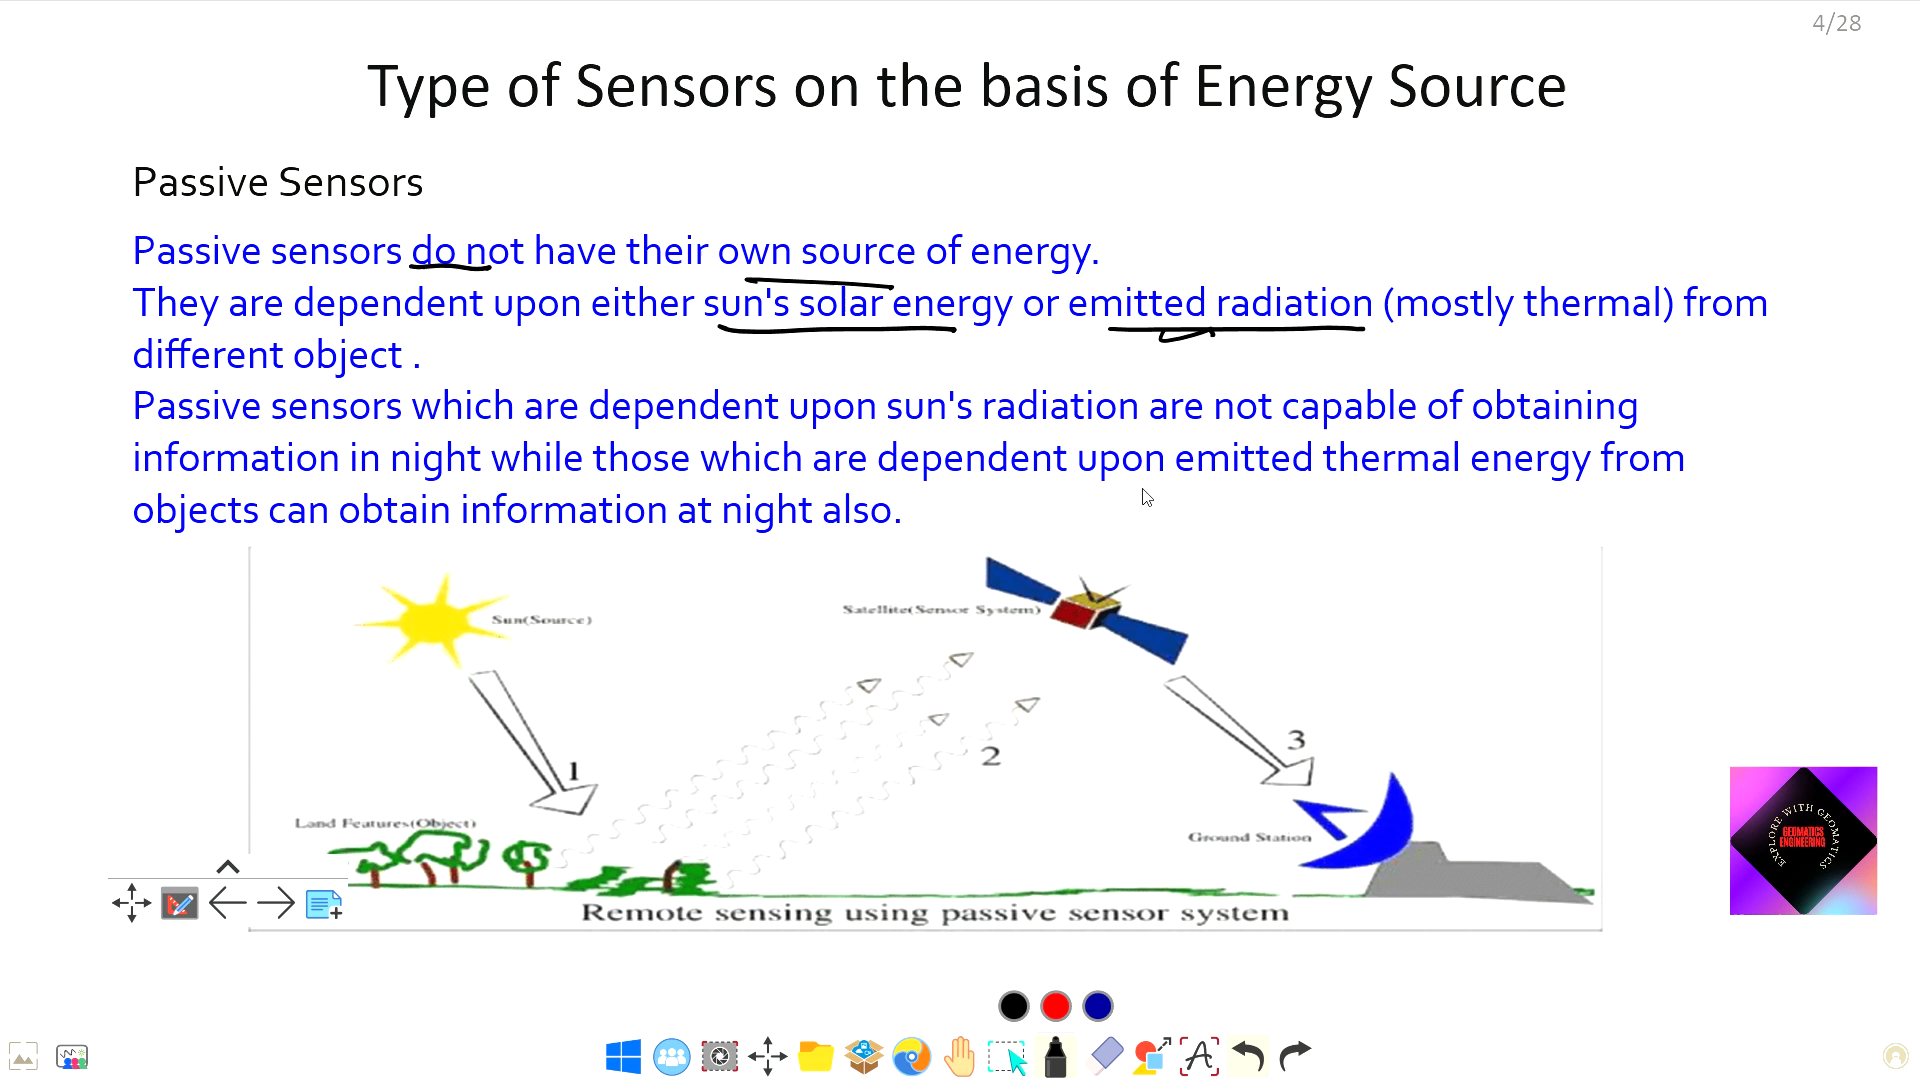 4/28
Type of Sensors on the basis of Energy Source
Passive Sensors
Passive sensors do not have their own source of energy.
They are dependent upon either sun's solar energy or emitted radiation (mostly thermal) from
different object .
Passive sensors which are dependent upon sun's radiation are not capable of obtaining
information in night while those which are dependent upon emitted thermal energy from
objects can obtain information at night also.
Sun(Source)
Satellite(Sensor System)
1
2
3
Land Features(Object)
Ground Station
Remote sensing using passive sensor system
EXPLORE WITH GEOMATICS
GEOMATICS
ENGINEERING